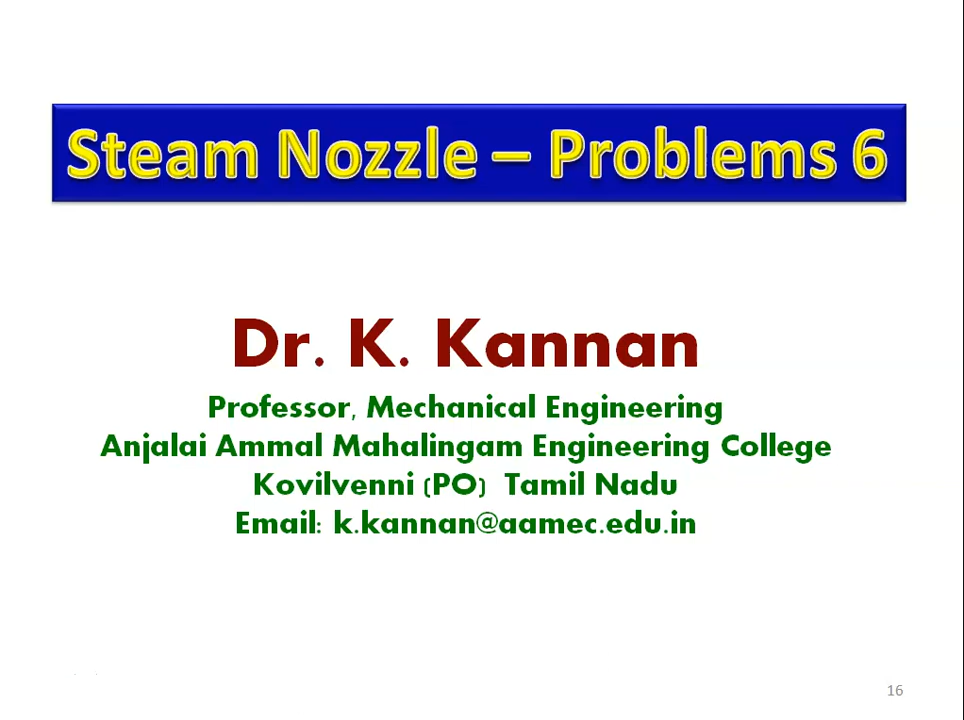 Steam Nozzle – Problems 6
Dr. K. Kannan
Professor, Mechanical Engineering
Anjalai Ammal Mahalingam Engineering College
Kovilvenni (PO) Tamil Nadu
Email: k.kannan@aamec.edu.in
16